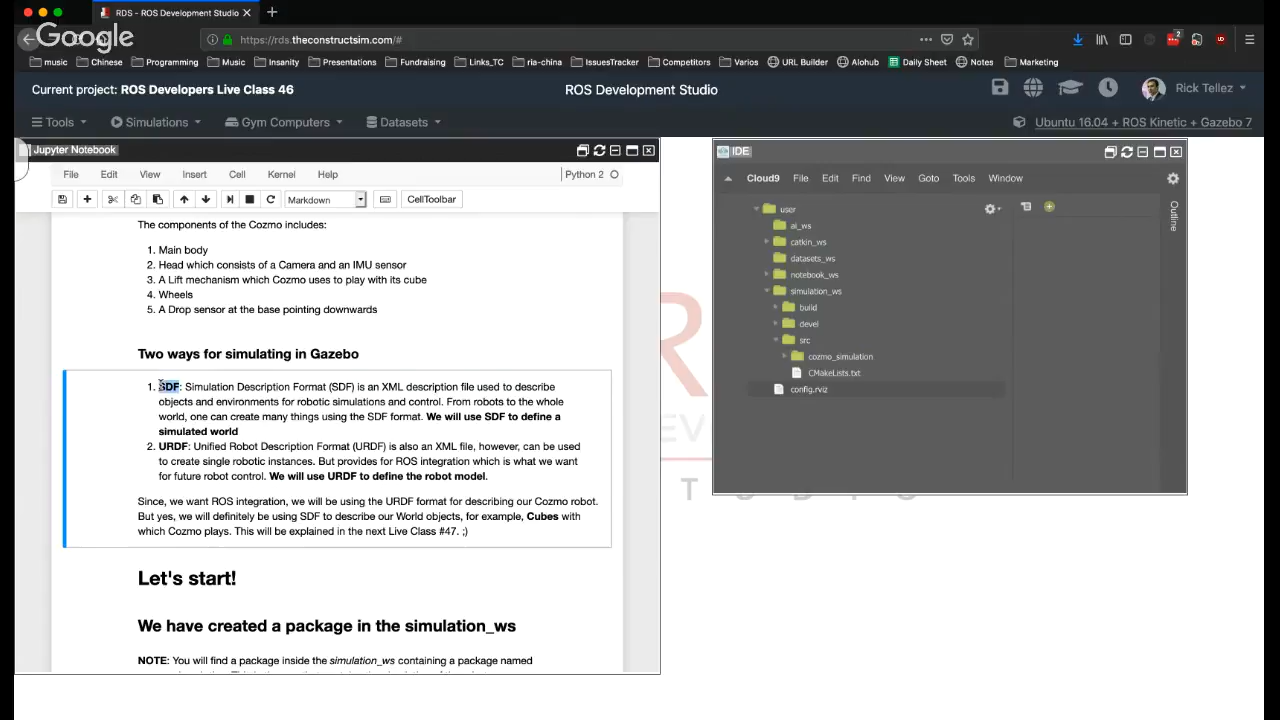 RDS - ROS Development Studio
Google
https://rds.theconstructsim.com/#
2
music
Chinese
Programming
Music
Insanity
Presentations
Fundraising
Links_TC
ria-china
IssuesTracker
Competitors
Varios
URL Builder
Alohub
Daily Sheet
Notes
Marketing
Current project: ROS Developers Live Class 46
ROS Development Studio
Rick Tellez
Tools
Simulations
Gym Computers
Datasets
Ubuntu 16.04 + ROS Kinetic + Gazebo 7
Jupyter Notebook
File Edit View Insert Cell Kernel Help
Python 2
Markdown
CellToolbar
The components of the Cozmo includes:
1. Main body
2. Head which consists of a Camera and an IMU sensor
3. A Lift mechanism which Cozmo uses to play with its cube
4. Wheels
5. A Drop sensor at the base pointing downwards
Two ways for simulating in Gazebo
1. SDF: Simulation Description Format (SDF) is an XML description file used to describe
objects and environments for robotic simulations and control. From robots to the whole
world, one can create many things using the SDF format. We will use SDF to define a
simulated world
2. URDF: Unified Robot Description Format (URDF) is also an XML file, however, can be used
to create single robotic instances. But provides for ROS integration which is what we want
for future robot control. We will use URDF to define the robot model.
Since, we want ROS integration, we will be using the URDF format for describing our Cozmo robot.
But yes, we will definitely be using SDF to describe our World objects, for example, Cubes with
which Cozmo plays. This will be explained in the next Live Class #47. ;)
Let's start!
We have created a package in the simulation_ws
NOTE: You will find a package inside the simulation_ws containing a package named
IDE
Cloud9 File Edit Find View Goto Tools Window
user
ai_ws
catkin_ws
datasets_ws
notebook_ws
simulation_ws
build
devel
src
cozmo_simulation
CMakeLists.txt
config.rviz
Outline